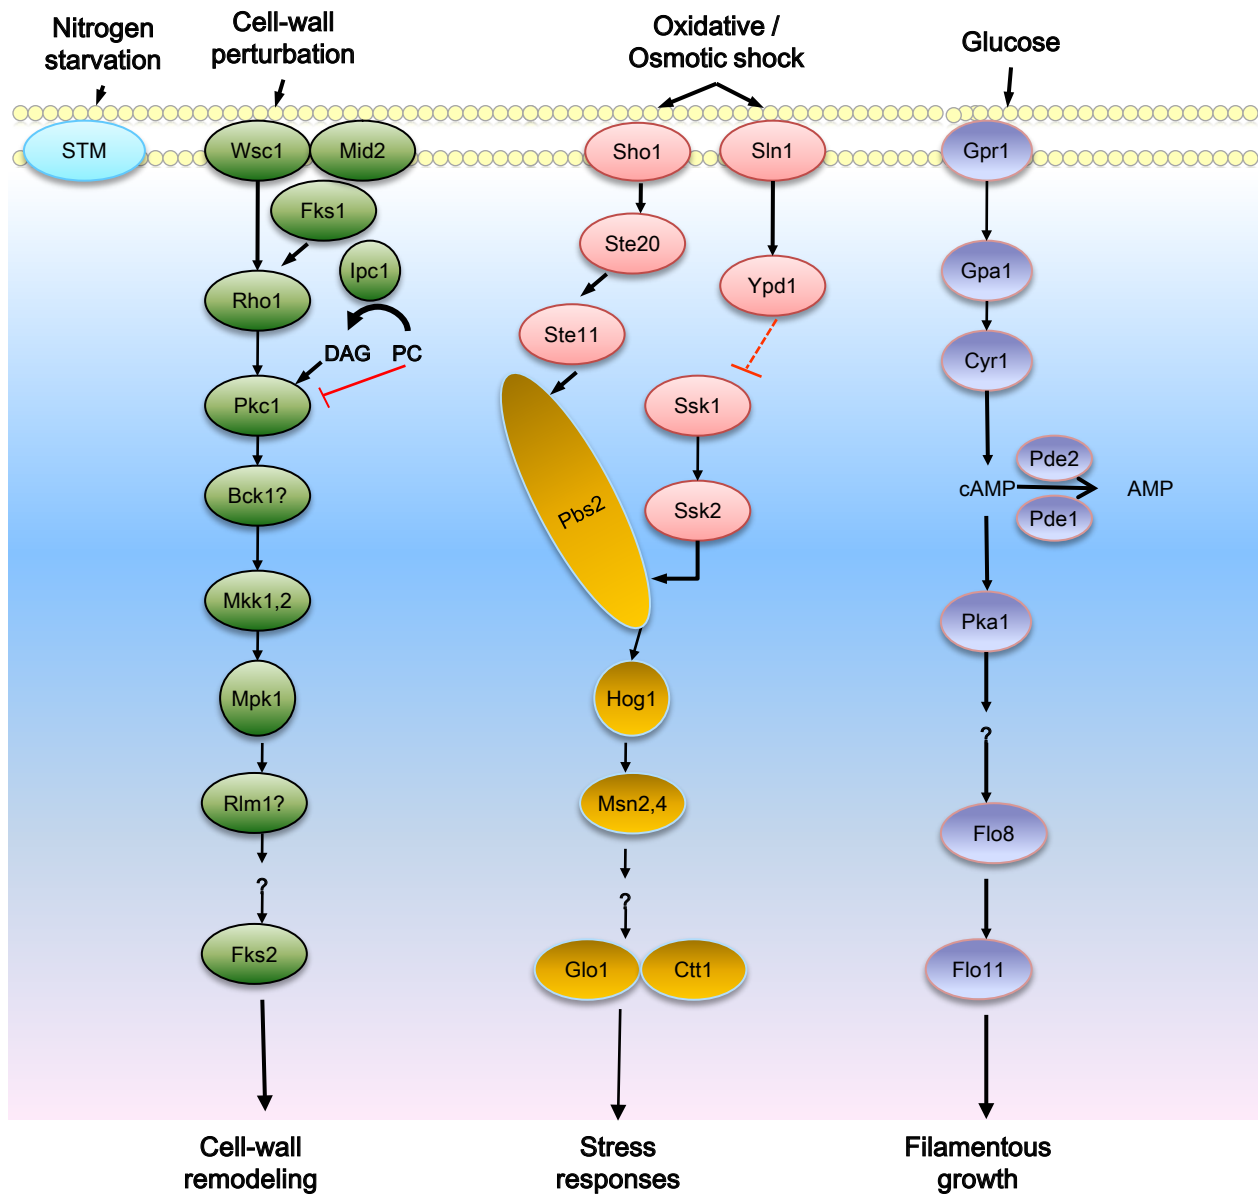 Nitrogen
starvation
Cell-wall
perturbation
Oxidative /
Osmotic shock
Glucose
STM
Wsc1
Mid2
Sho1
Sln1
Gpr1
Fks1
Ste20
Ipc1
Gpa1
Ypd1
Rho1
Ste11
DAG
PC
Cyr1
Pkc1
Ssk1
Pde2
cAMP
AMP
Bck1?
Pbs2
Ssk2
Pde1
Mkk1,2
Pka1
Mpk1
Hog1
?
Rlm1?
Msn2,4
Flo8
?
?
Fks2
Glo1
Ctt1
Flo11
Cell-wall
remodeling
Stress
responses
Filamentous
growth